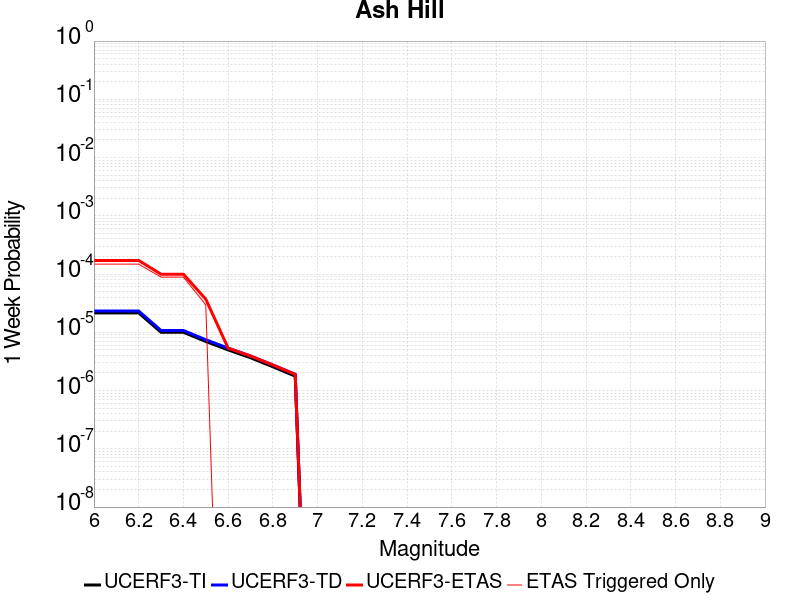 Ash Hill
10^0
10^-1
10^-2
10^-3
10^-4
10^-5
10^-6
10^-7
10^-8
1 Week Probability
6 6.2 6.4 6.6 6.8 7 7.2 7.4 7.6 7.8 8 8.2 8.4 8.6 8.8 9
Magnitude
UCERF3-TI UCERF3-TD UCERF3-ETAS ETAS Triggered Only